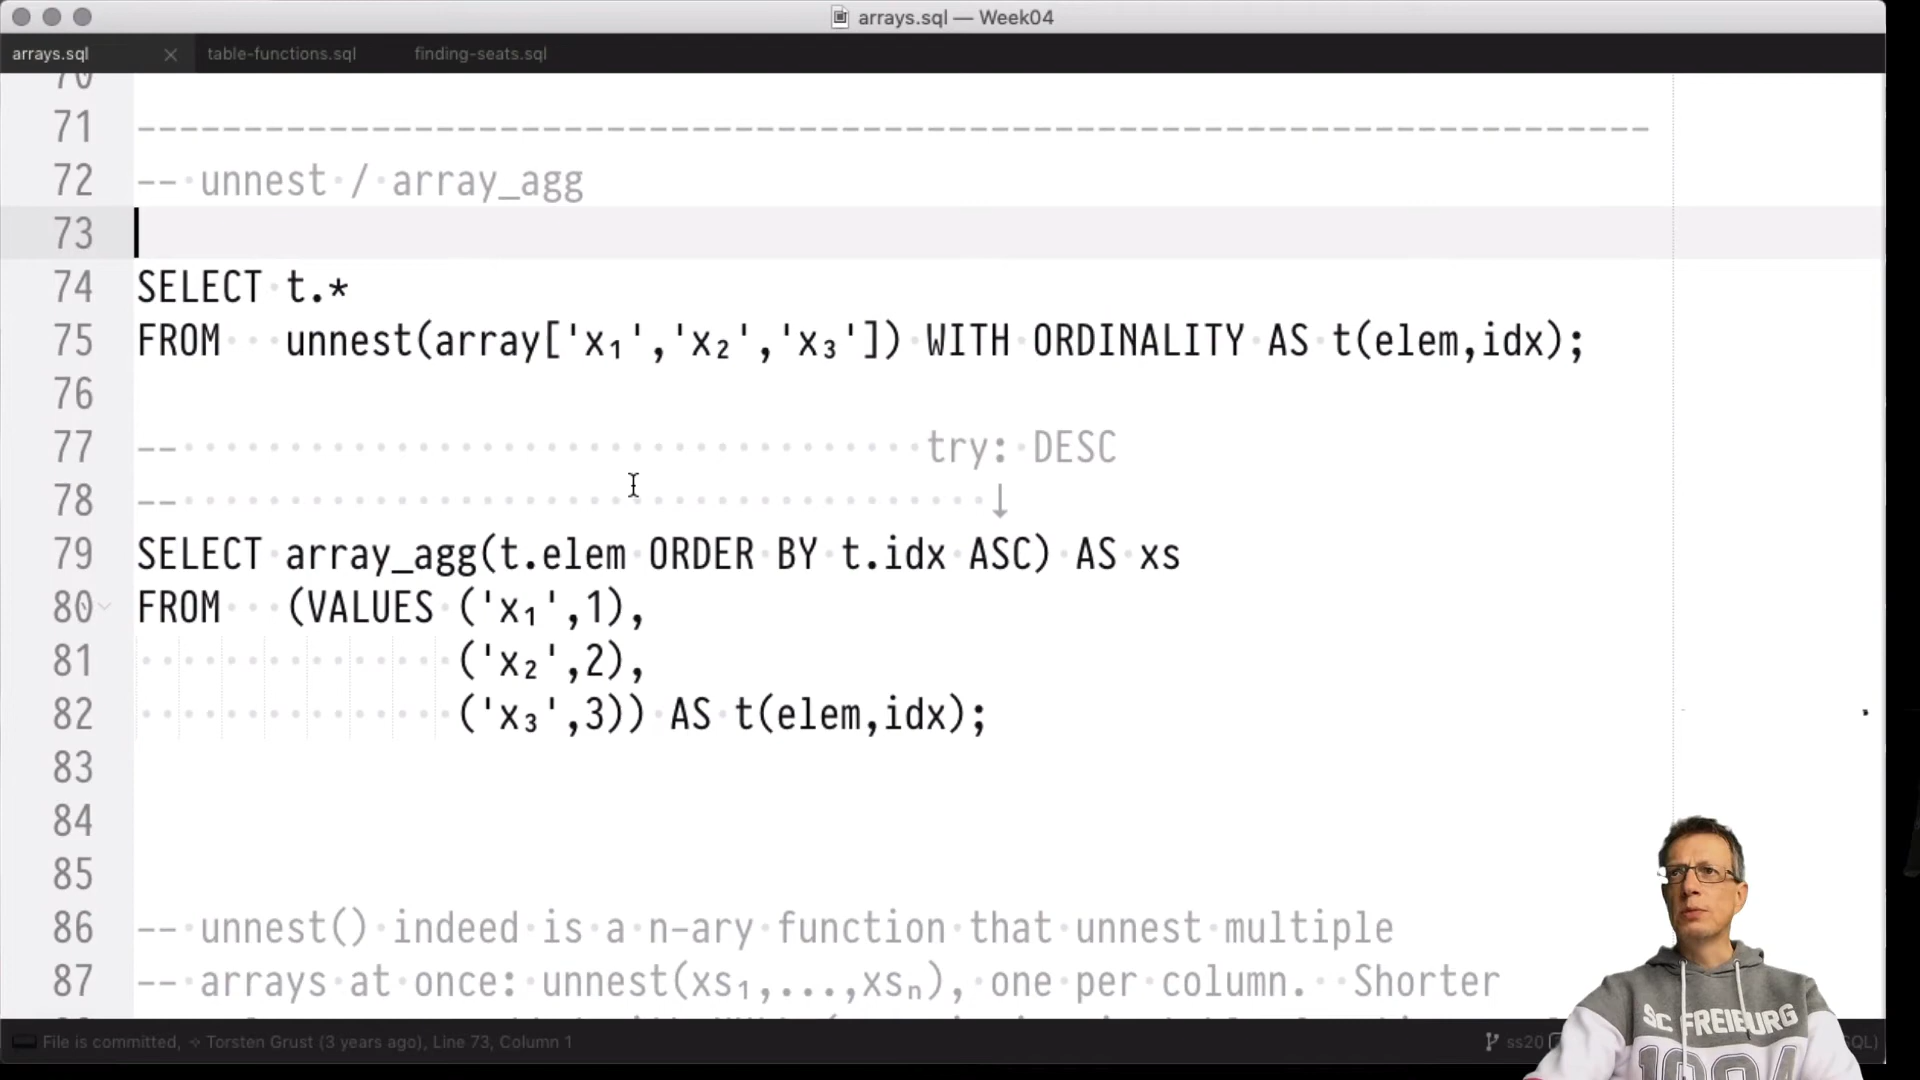 arrays.sql — Week04
arrays.sql
table-functions.sql
finding-seats.sql
70
71 -----------------------------------------------------------------------
72 -- unnest / array_agg
73
74 SELECT t.*
75 FROM   unnest(array['x₁','x₂','x₃']) WITH ORDINALITY AS t(elem,idx);
76
77 --                                   try: DESC
78 --                                      ↓
79 SELECT array_agg(t.elem ORDER BY t.idx ASC) AS xs
80 FROM   (VALUES ('x₁',1),
81                ('x₂',2),
82                ('x₃',3)) AS t(elem,idx);
83
84
85
86 -- unnest() indeed is a n-ary function that unnest multiple
87 -- arrays at once: unnest(xs₁,...,xsₙ), one per column.  Shorter
File is committed, Torsten Grust (3 years ago), Line 73, Column 1
ss20
SC FREIBURG